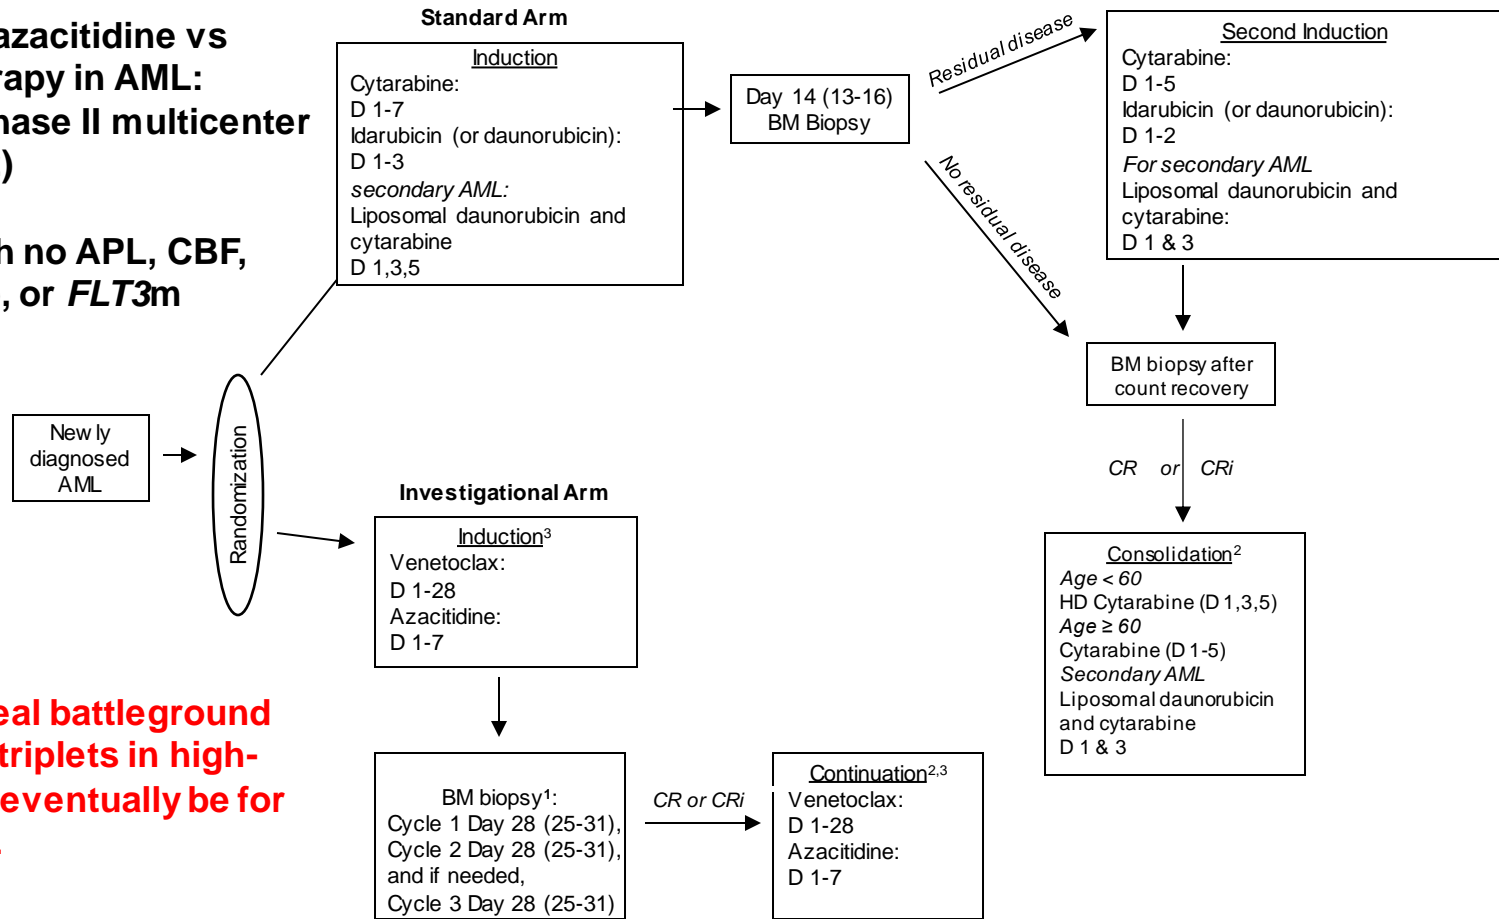 azacitidine vs
rapy in AML:
hase II multicenter
)
h no APL, CBF,
, or FLT3m
Standard Arm
Induction
Cytarabine:
D 1-7
Idarubicin (or daunorubicin):
D 1-3
secondary AML:
Liposomal daunorubicin and
cytarabine
D 1,3,5
Day 14 (13-16)
BM Biopsy
Residual disease
No residual disease
Second Induction
Cytarabine:
D 1-5
Idarubicin (or daunorubicin):
D 1-2
For secondary AML
Liposomal daunorubicin and
cytarabine:
D 1 & 3
BM biopsy after
count recovery
CR or CRi
Consolidation²
Age < 60
HD Cytarabine (D 1,3,5)
Age ≥ 60
Cytarabine (D 1-5)
Secondary AML
Liposomal daunorubicin
and cytarabine
D 1 & 3
Newly
diagnosed
AML
Randomization
Investigational Arm
Induction³
Venetoclax:
D 1-28
Azacitidine:
D 1-7
BM biopsy¹:
Cycle 1 Day 28 (25-31),
Cycle 2 Day 28 (25-31),
and if needed,
Cycle 3 Day 28 (25-31)
CR or CRi
Continuation²,³
Venetoclax:
D 1-28
Azacitidine:
D 1-7
eal battleground
triplets in high-
eventually be for